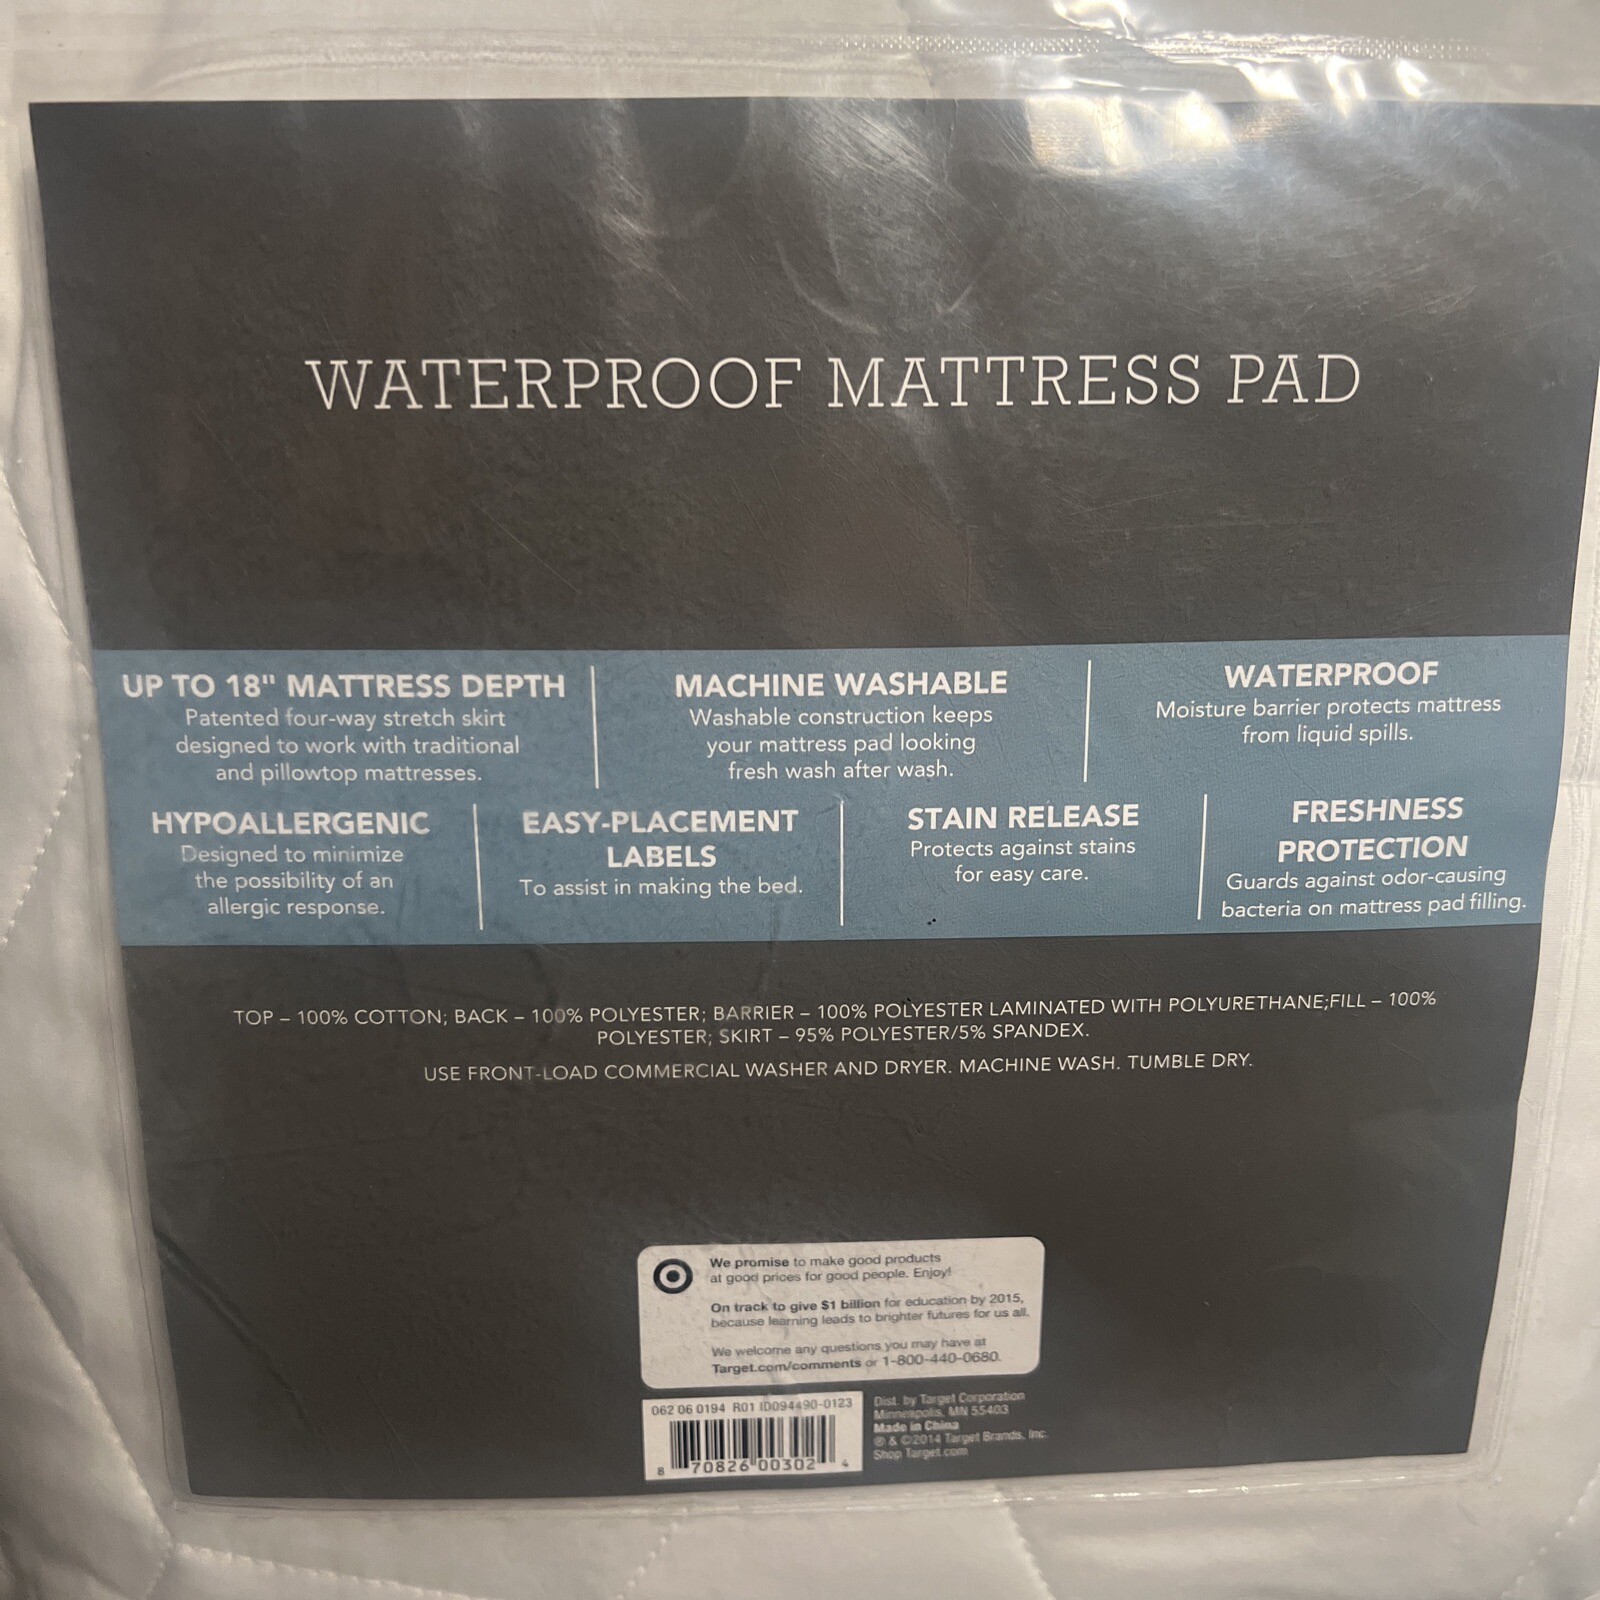 WATERPROOF MATTRESS PAD
UP TO 18" MATTRESS DEPTH
Patented four-way stretch skirt
designed to work with traditional
and pillowtop mattresses.
MACHINE WASHABLE
Washable construction keeps
your mattress pad looking
fresh wash after wash.
WATERPROOF
Moisture barrier protects mattress
from liquid spills.
HYPOALLERGENIC
Designed to minimize
the possibility of an
allergic response.
EASY-PLACEMENT
LABELS
To assist in making the bed.
STAIN RELEASE
Protects against stains
for easy care.
FRESHNESS
PROTECTION
Guards against odor-causing
bacteria on mattress pad filling.
TOP – 100% COTTON; BACK – 100% POLYESTER; BARRIER – 100% POLYESTER LAMINATED WITH POLYURETHANE;FILL – 100%
POLYESTER; SKIRT – 95% POLYESTER/5% SPANDEX.
USE FRONT-LOAD COMMERCIAL WASHER AND DRYER. MACHINE WASH. TUMBLE DRY.
We promise to make good products
at good prices for good people. Enjoy!
On track to give $1 billion for education by 2015,
because learning leads to brighter futures for us all.
We welcome any questions you may have at
Target.com/comments or 1-800-440-0680.
062 06 0194 R01 ID094490-0123
8 70826 00302 4
Dist. by Target Corporation
Minneapolis, MN 55403
Made in China
® & ©2014 Target Brands, Inc.
Shop Target.com